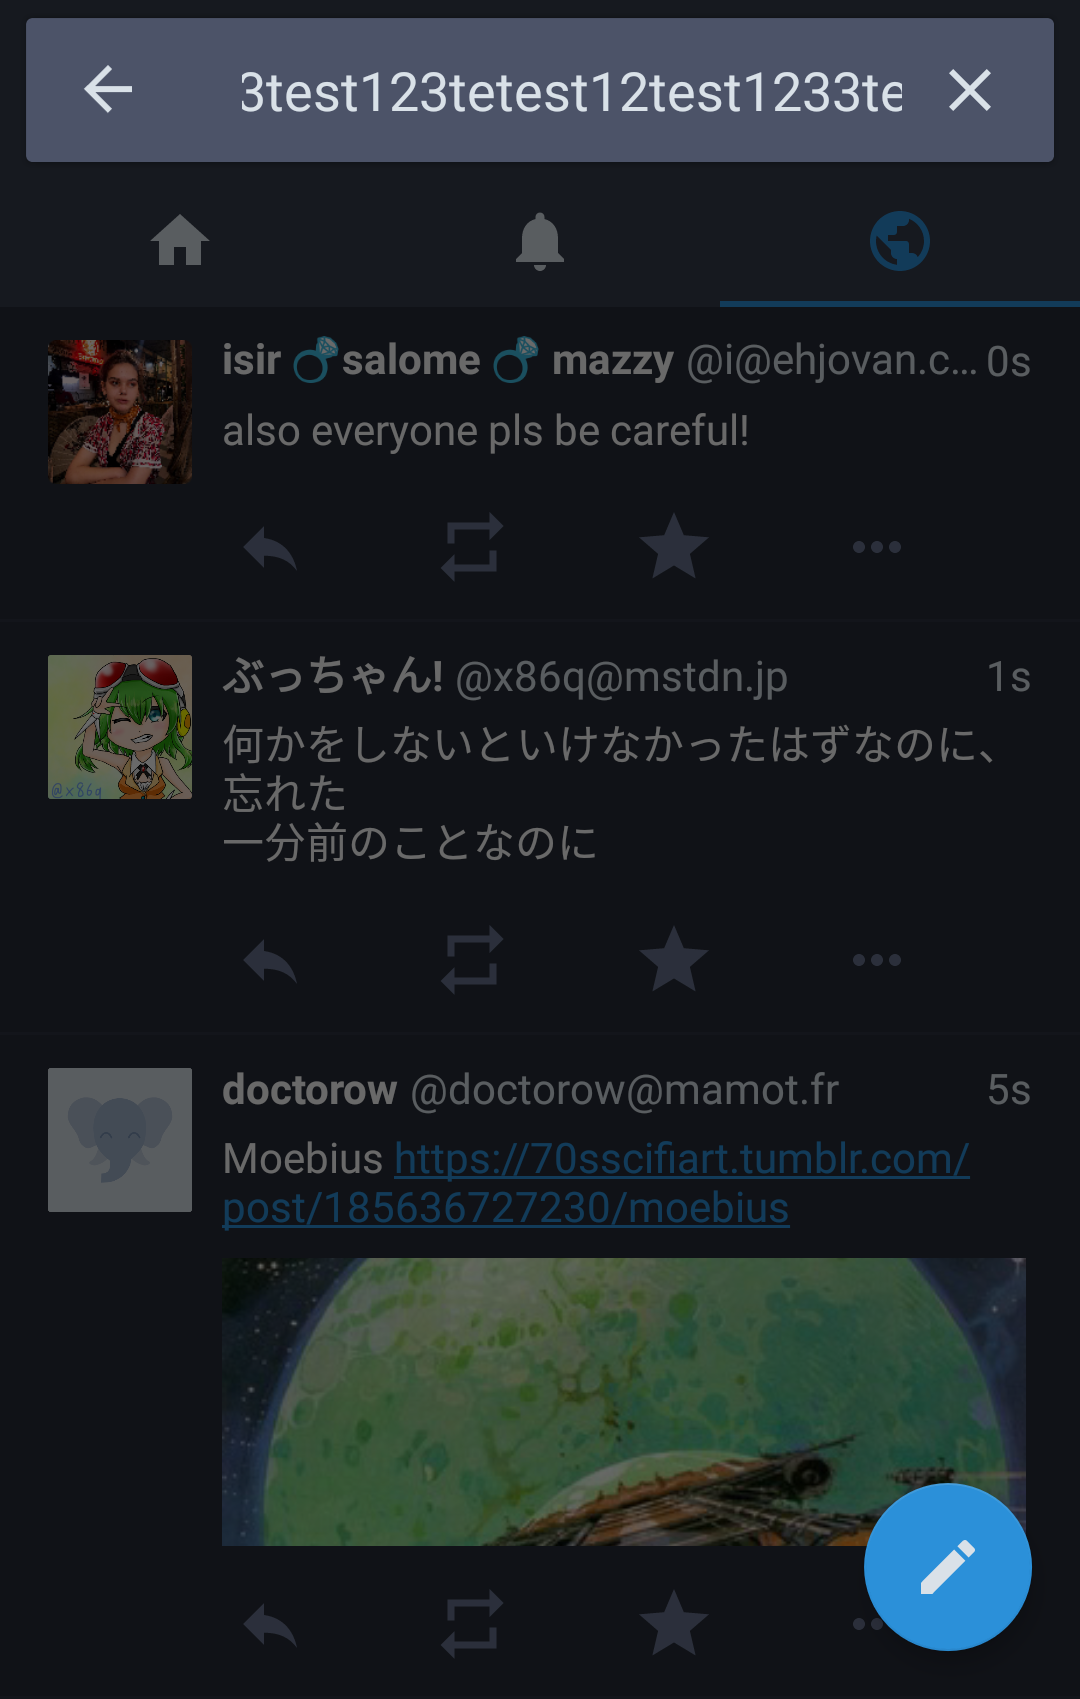 3test123tetest12test1233te
isir 💍salome 💍 mazzy @i@ehjovan.c... 0s
also everyone pls be careful!
ぶっちゃん! @x86q@mstdn.jp 1s
@x86q
何かをしないといけなかったはずなのに、
忘れた
一分前のことなのに
doctorow @doctorow@mamot.fr 5s
Moebius https://70sscifiart.tumblr.com/
post/185636727230/moebius